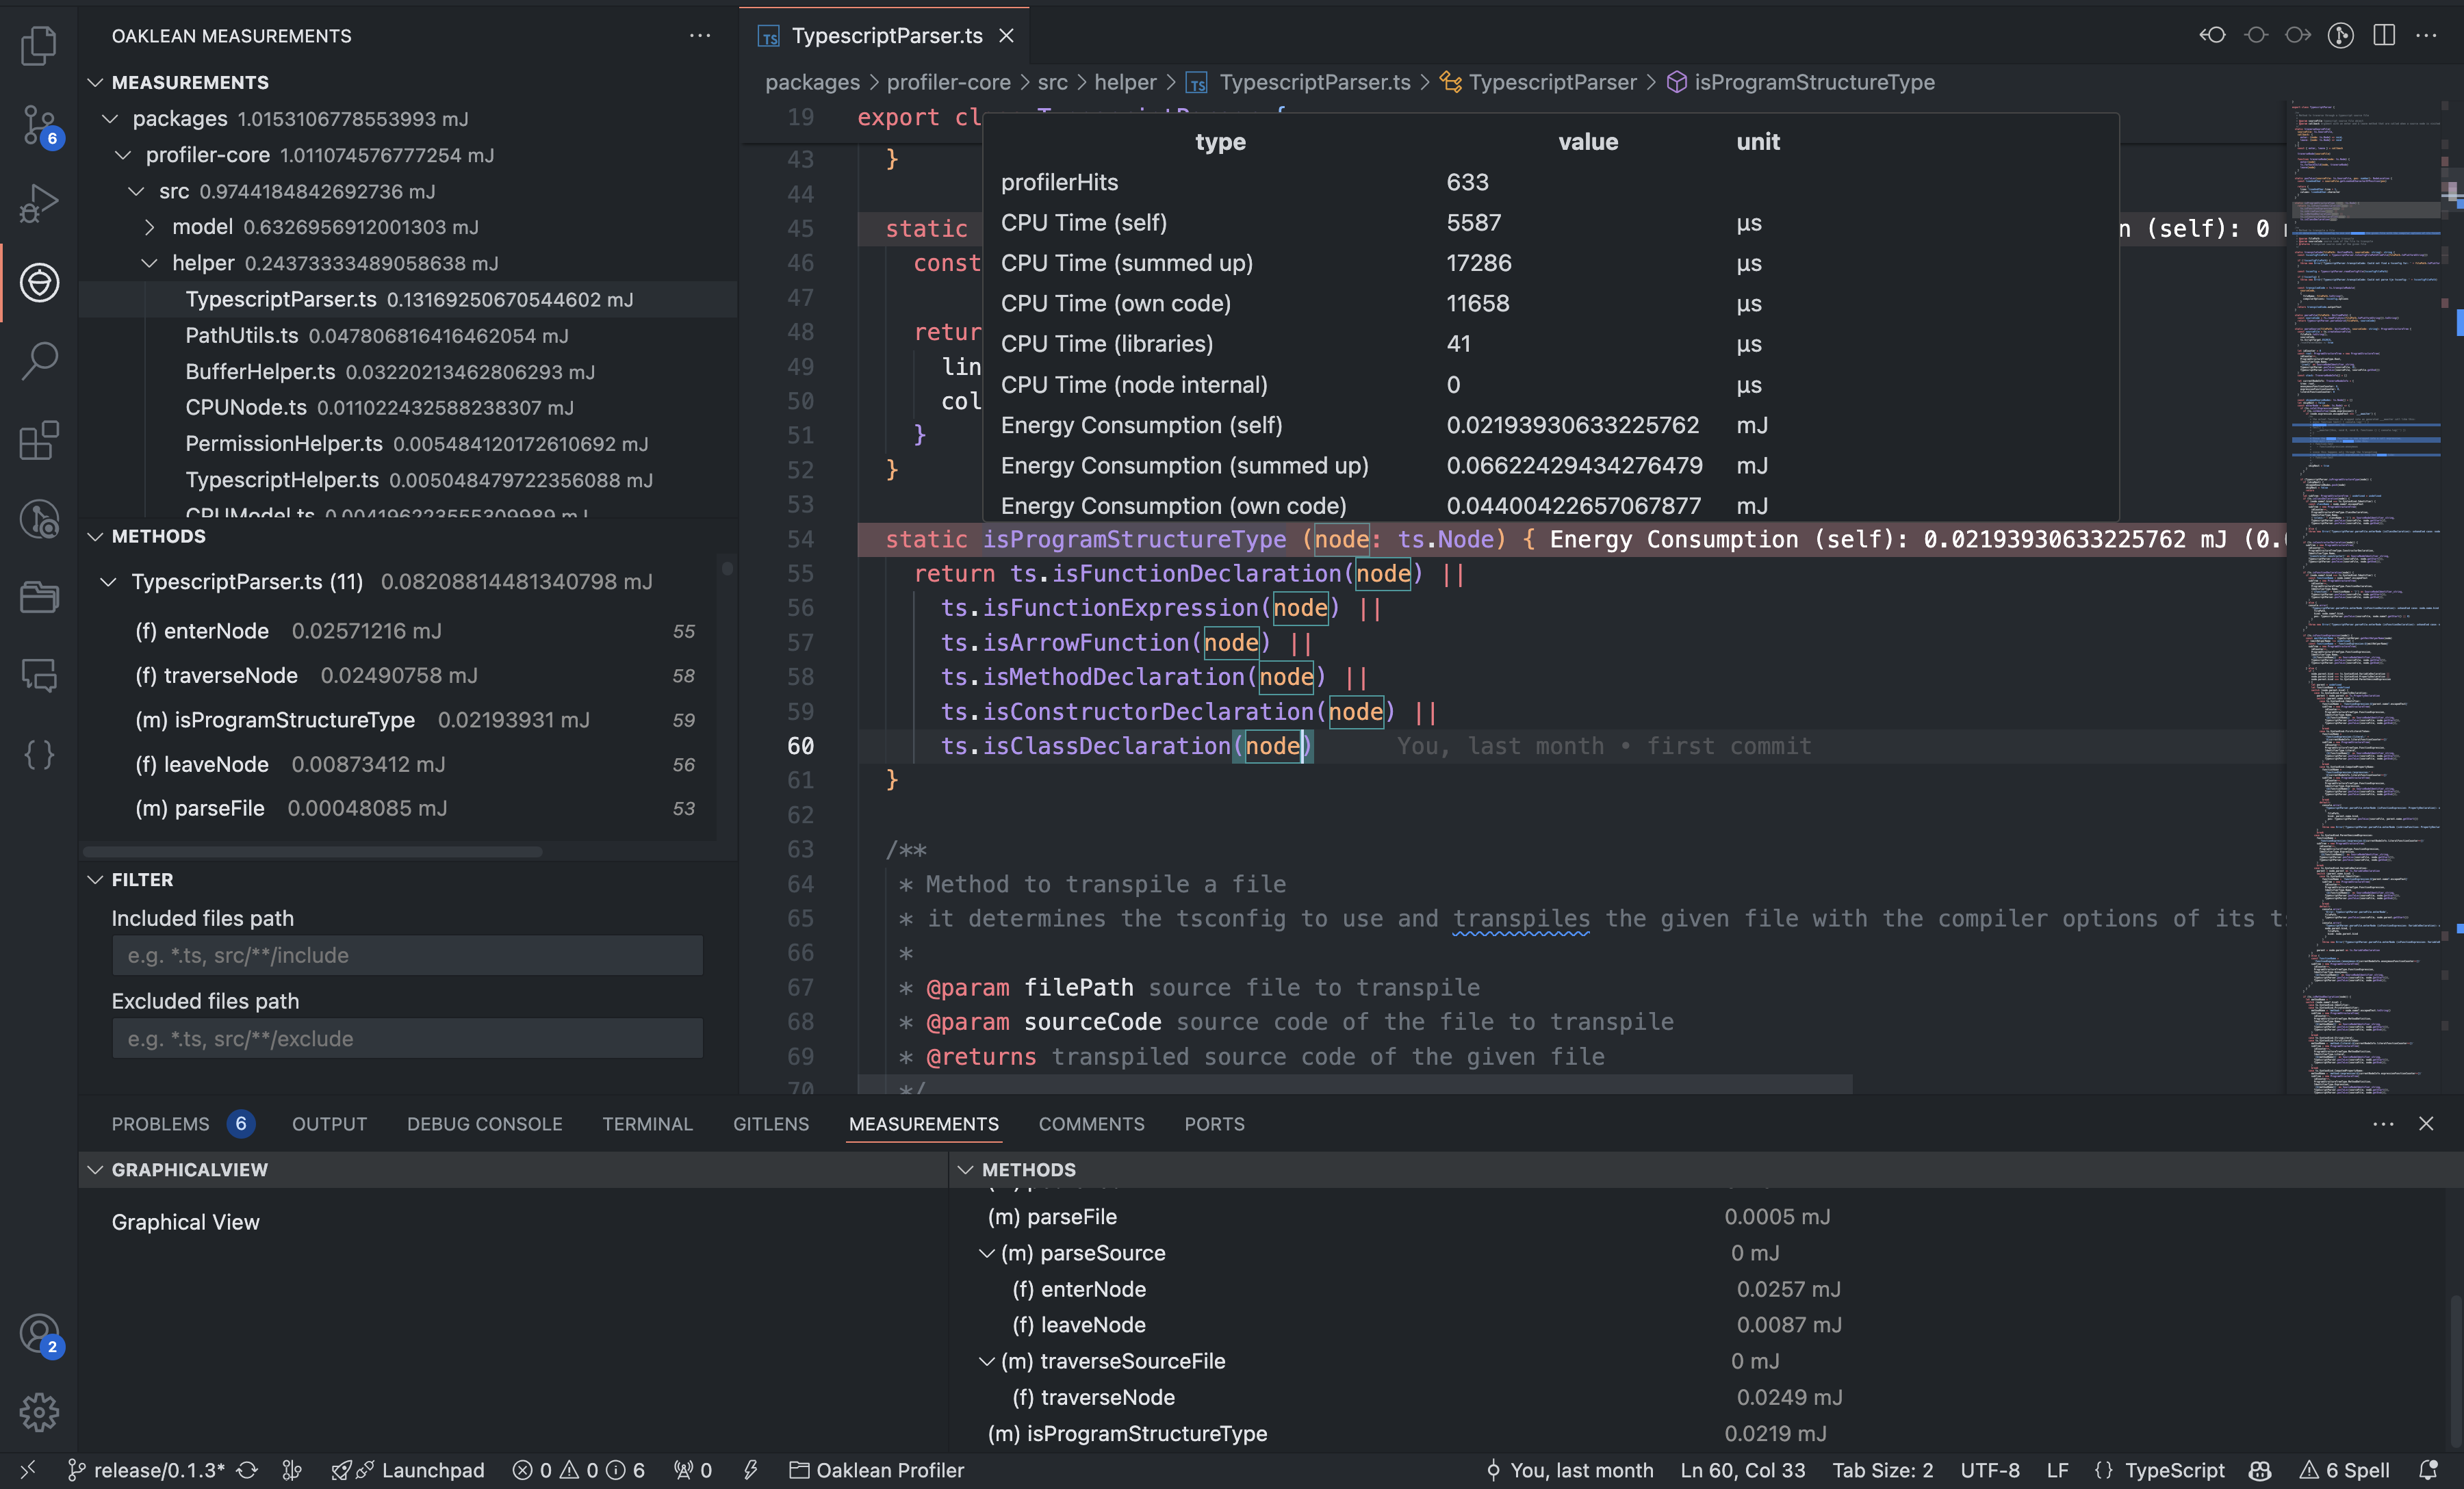 OAKLEAN MEASUREMENTS
MEASUREMENTS
packages 1.0153106778553993 mJ
profiler-core 1.011074576777254 mJ
src 0.9744184842692736 mJ
model 0.6326956912001303 mJ
helper 0.24373333489058638 mJ
TypescriptParser.ts 0.13169250670544602 mJ
PathUtils.ts 0.047806816416462054 mJ
BufferHelper.ts 0.03220213462806293 mJ
CPUNode.ts 0.011022432588238307 mJ
PermissionHelper.ts 0.005484120172610692 mJ
TypescriptHelper.ts 0.005048479722356088 mJ
CPUModel.ts 0.004196223555309989 mJ
METHODS
TypescriptParser.ts (11) 0.08208814481340798 mJ
(f) enterNode 0.02571216 mJ 55
(f) traverseNode 0.02490758 mJ 58
(m) isProgramStructureType 0.02193931 mJ 59
(f) leaveNode 0.00873412 mJ 56
(m) parseFile 0.00048085 mJ 53
FILTER
Included files path
e.g. *.ts, src/**/include
Excluded files path
e.g. *.ts, src/**/exclude
6
2
TypescriptParser.ts
packages > profiler-core > src > helper > TS TypescriptParser.ts > TypescriptParser > isProgramStructureType
19 export cl
type value unit
profilerHits 633
CPU Time (self) 5587 µs
CPU Time (summed up) 17286 µs
CPU Time (own code) 11658 µs
CPU Time (libraries) 41 µs
CPU Time (node internal) 0 µs
Energy Consumption (self) 0.02193930633225762 mJ
Energy Consumption (summed up) 0.06622429434276479 mJ
Energy Consumption (own code) 0.04400422657067877 mJ
43 }
44
45 static n (self): 0
46 const
47
48 retur
49 lin
50 col
51 }
52 }
53
54 static isProgramStructureType (node: ts.Node) { Energy Consumption (self): 0.02193930633225762 mJ (0.
55 return ts.isFunctionDeclaration(node) ||
56 ts.isFunctionExpression(node) ||
57 ts.isArrowFunction(node) ||
58 ts.isMethodDeclaration(node) ||
59 ts.isConstructorDeclaration(node) ||
60 ts.isClassDeclaration(node) You, last month • first commit
61 }
62
63 /**
64 * Method to transpile a file
65 * it determines the tsconfig to use and transpiles the given file with the compiler options of its t
66 *
67 * @param filePath source file to transpile
68 * @param sourceCode source code of the file to transpile
69 * @returns transpiled source code of the given file
70 */
PROBLEMS 6 OUTPUT DEBUG CONSOLE TERMINAL GITLENS MEASUREMENTS COMMENTS PORTS
GRAPHICALVIEW
Graphical View
METHODS
(m) parseFile 0.0005 mJ
(m) parseSource 0 mJ
(f) enterNode 0.0257 mJ
(f) leaveNode 0.0087 mJ
(m) traverseSourceFile 0 mJ
(f) traverseNode 0.0249 mJ
(m) isProgramStructureType 0.0219 mJ
release/0.1.3* Launchpad 0 0 6 0 Oaklean Profiler You, last month Ln 60, Col 33 Tab Size: 2 UTF-8 LF {} TypeScript 6 Spell